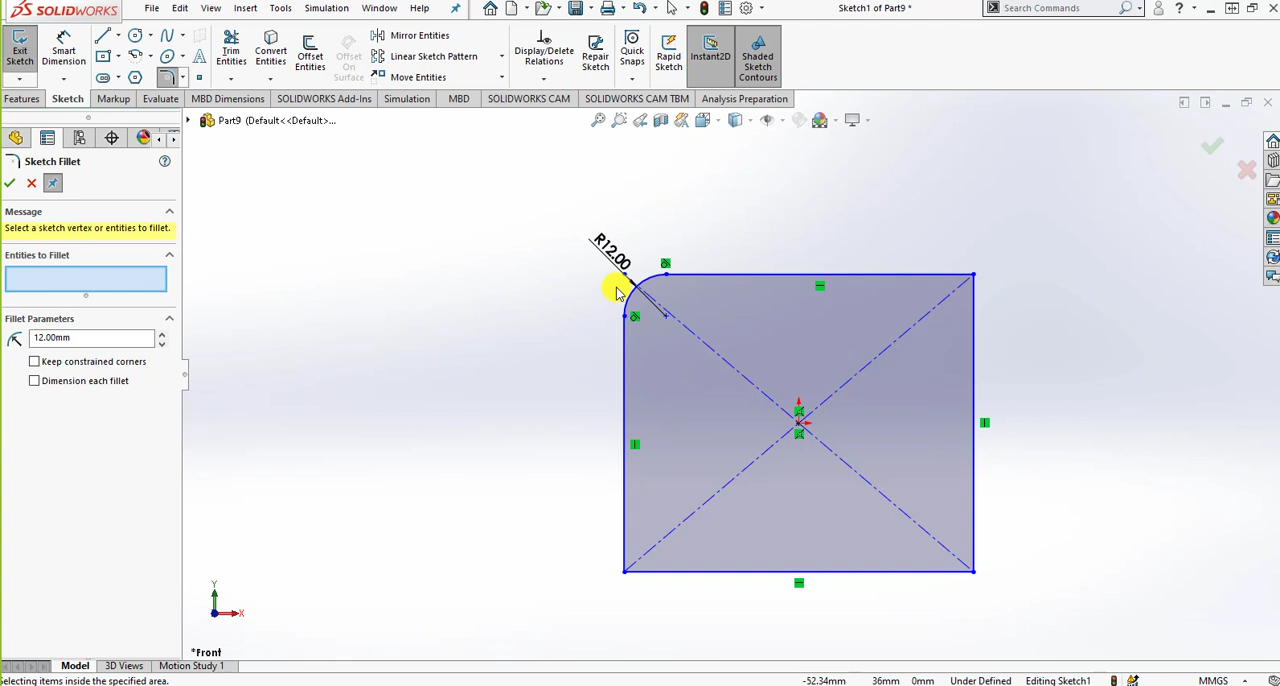 SOLIDWORKS File Edit View Insert Tools Simulation Window Help Sketch1 of Part9 Search Commands ?
Exit Sketch
Smart Dimension
Trim Entities
Convert Entities
Offset Entities
Offset On Surface
Mirror Entities
Linear Sketch Pattern
Move Entities
Display/Delete Relations
Repair Sketch
Quick Snaps
Rapid Sketch
Instant2D
Shaded Sketch Contours
Features Sketch Markup Evaluate MBD Dimensions SOLIDWORKS Add-Ins Simulation MBD SOLIDWORKS CAM SOLIDWORKS CAM TBM Analysis Preparation
Part9 (Default<<Default>...
Sketch Fillet
Message
Select a sketch vertex or entities to fillet.
Entities to Fillet
Fillet Parameters
12.00mm
Keep constrained corners
Dimension each fillet
R12.00
Y
X
*Front
Model 3D Views Motion Study 1
Selecting items inside the specified area. -52.34mm 36mm 0mm Under Defined Editing Sketch1 MMGS